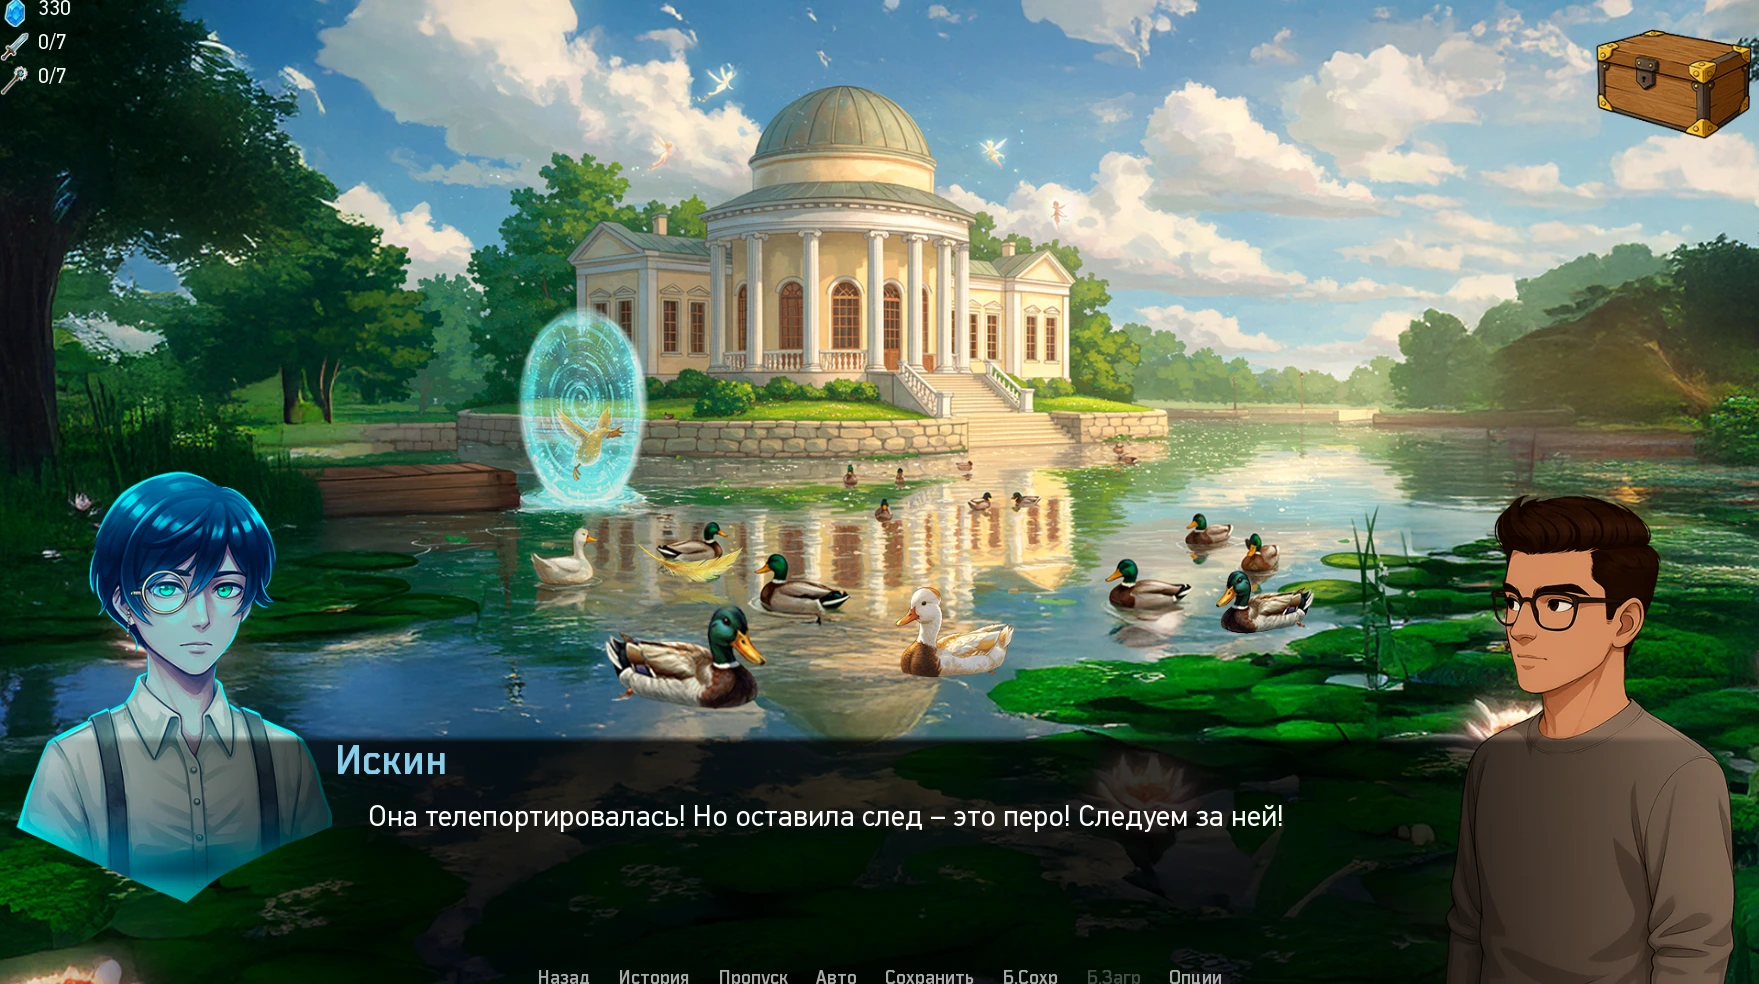 330
0/7
0/7
Искин
Она телепортировалась! Но оставила след – это перо! Следуем за ней!
Назад История Пропуск Авто Сохранить Б.Сохр Б.Загр Опции